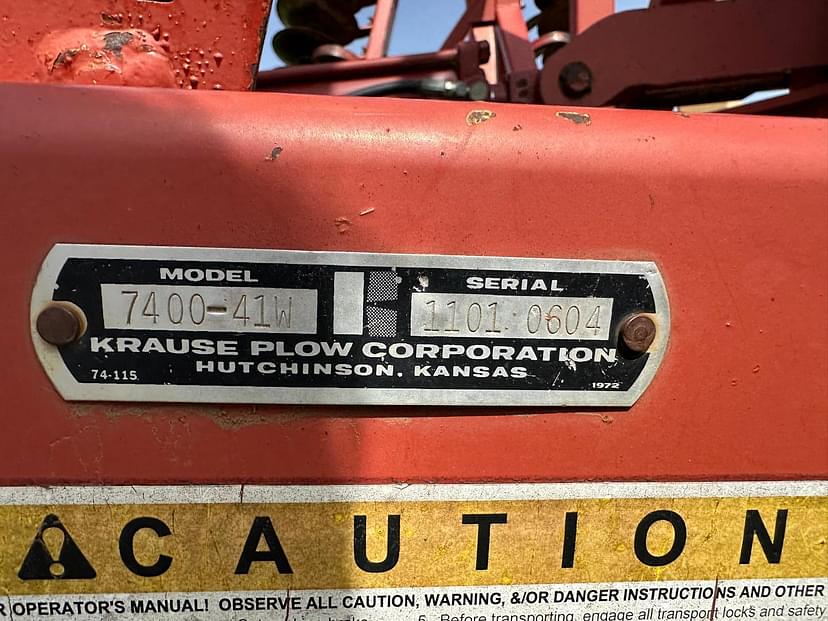 MODEL SERIAL
7400-41W 1101 0604
KRAUSE PLOW CORPORATION
HUTCHINSON, KANSAS
74-115 1972
CAUTION
OPERATOR'S MANUAL! OBSERVE ALL CAUTION, WARNING, &/OR DANGER INSTRUCTIONS AND OTHER
5. Before transporting, engage all transport locks and safety